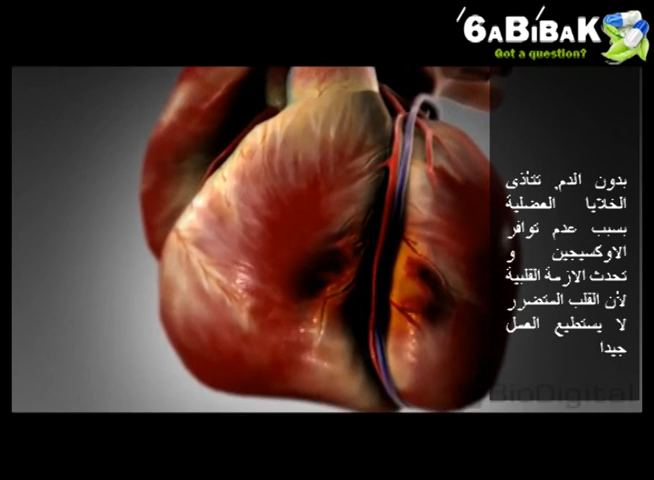 '6aBiBaK
Got a question?
بدون الدم, تتأذى
الخلايا العضلية
بسبب عدم توافر
الاوكسيجين و
تحدث الازمة القلبية
لأن القلب المتضرر
لا يستطيع العمل
جيدا
BioDigital